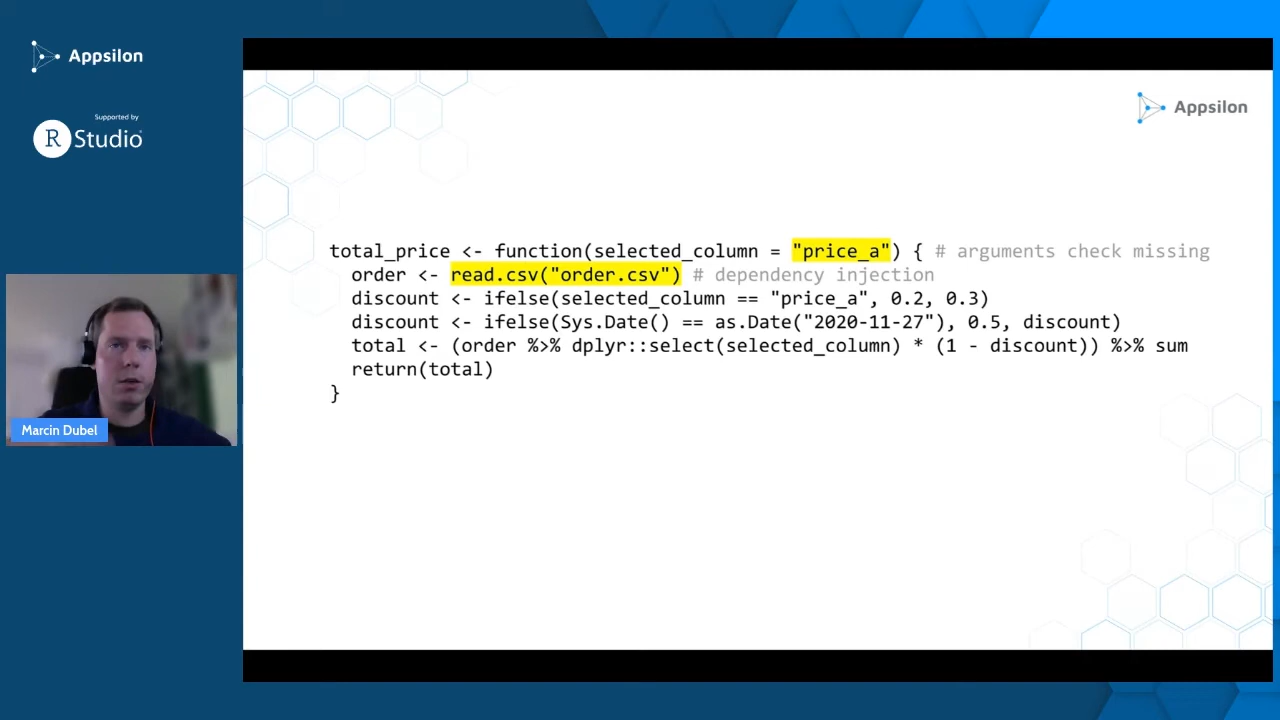 Appsilon
Supported by
R Studio
Appsilon
total_price <- function(selected_column = "price_a") { # arguments check missing
  order <- read.csv("order.csv") # dependency injection
  discount <- ifelse(selected_column == "price_a", 0.2, 0.3)
  discount <- ifelse(Sys.Date() == as.Date("2020-11-27"), 0.5, discount)
  total <- (order %>% dplyr::select(selected_column) * (1 - discount)) %>% sum
  return(total)
}
Marcin Dubel